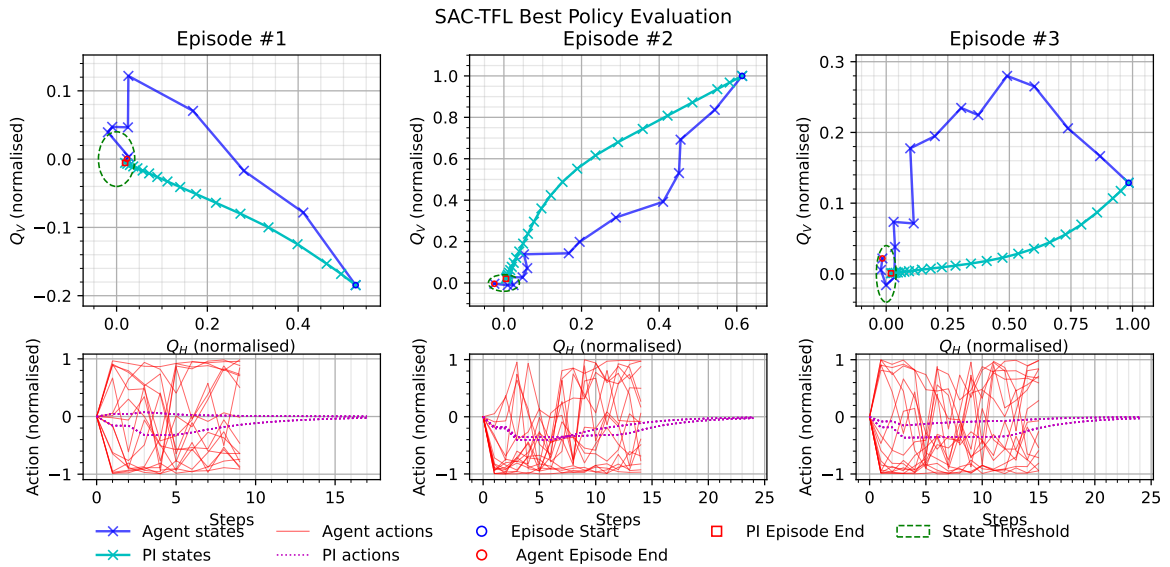 SAC-TFL Best Policy Evaluation
Episode #1
Episode #2
Episode #3
Q_V (normalised)
0.1
0.0
−0.1
−0.2
0.0
0.2
0.4
Q_H (normalised)
Q_V (normalised)
1.0
0.8
0.6
0.4
0.2
0.0
0.0
0.2
0.4
0.6
Q_H (normalised)
Q_V (normalised)
0.3
0.2
0.1
0.0
0.00
0.25
0.50
0.75
1.00
Q_H (normalised)
Action (normalised)
1
0
−1
0
5
10
15
Steps
Action (normalised)
1
0
−1
0
5
10
15
20
25
Steps
Action (normalised)
1
0
−1
0
5
10
15
20
25
Steps
Agent states
PI states
Agent actions
PI actions
Episode Start
Agent Episode End
PI Episode End
State Threshold